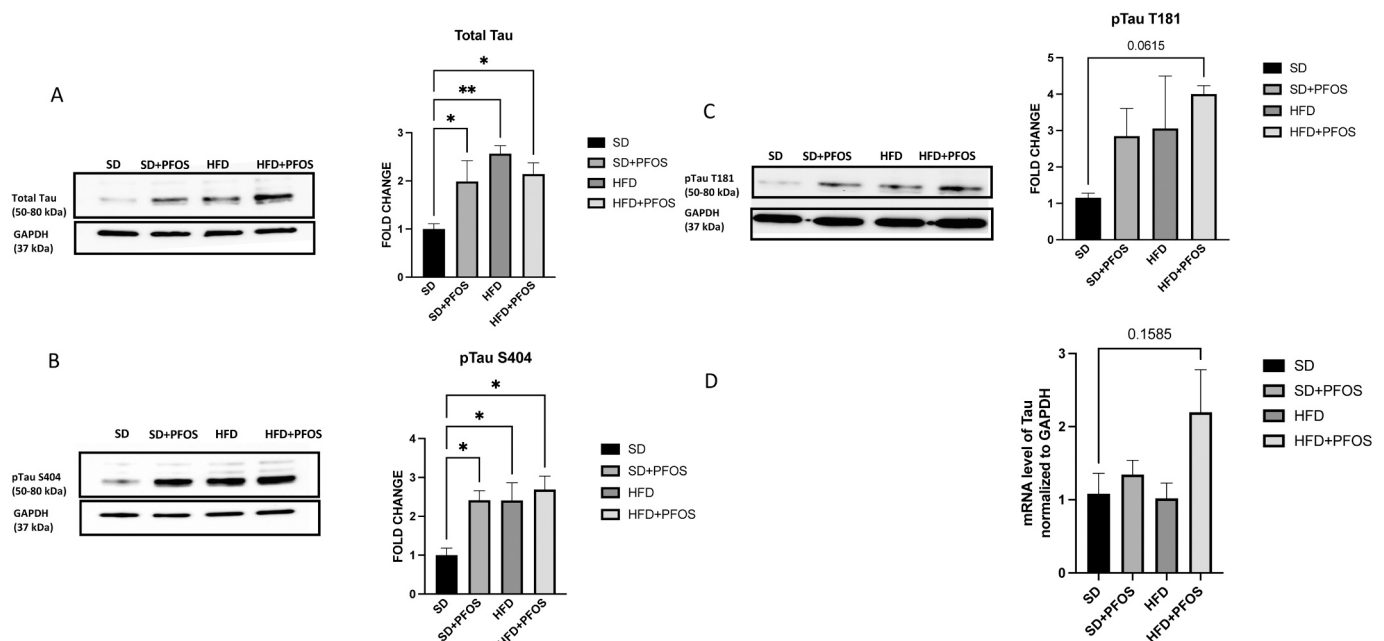 A
SD SD+PFOS HFD HFD+PFOS
Total Tau
(50-80 kDa)
GAPDH
(37 kDa)
Total Tau
*
**
*
FOLD CHANGE
3
2
1
0
SD
SD+PFOS
HFD
HFD+PFOS
SD
SD+PFOS
HFD
HFD+PFOS
B
SD SD+PFOS HFD HFD+PFOS
pTau S404
(50-80 kDa)
GAPDH
(37 kDa)
pTau S404
*
*
*
FOLD CHANGE
4
3
2
1
0
SD
SD+PFOS
HFD
HFD+PFOS
SD
SD+PFOS
HFD
HFD+PFOS
C
SD SD+PFOS HFD HFD+PFOS
pTau T181
(50-80 kDa)
GAPDH
(37 kDa)
pTau T181
0.0615
FOLD CHANGE
5
4
3
2
1
0
SD
SD+PFOS
HFD
HFD+PFOS
SD
SD+PFOS
HFD
HFD+PFOS
D
0.1585
mRNA level of Tau
normalized to GAPDH
3
2
1
0
SD
SD+PFOS
HFD
HFD+PFOS
SD
SD+PFOS
HFD
HFD+PFOS